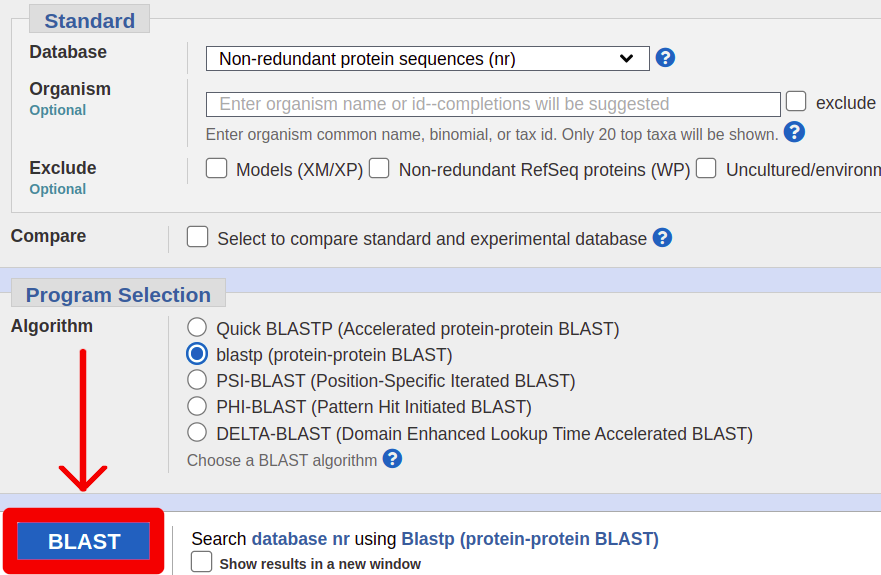 Standard
Database
Non-redundant protein sequences (nr)
?
Organism
Optional
Enter organism name or id--completions will be suggested
exclude
Enter organism common name, binomial, or tax id. Only 20 top taxa will be shown. ?
Exclude
Optional
Models (XM/XP) Non-redundant RefSeq proteins (WP) Uncultured/environm
Compare
Select to compare standard and experimental database ?
Program Selection
Algorithm
Quick BLASTP (Accelerated protein-protein BLAST)
blastp (protein-protein BLAST)
PSI-BLAST (Position-Specific Iterated BLAST)
PHI-BLAST (Pattern Hit Initiated BLAST)
DELTA-BLAST (Domain Enhanced Lookup Time Accelerated BLAST)
Choose a BLAST algorithm ?
BLAST
Search database nr using Blastp (protein-protein BLAST)
Show results in a new window